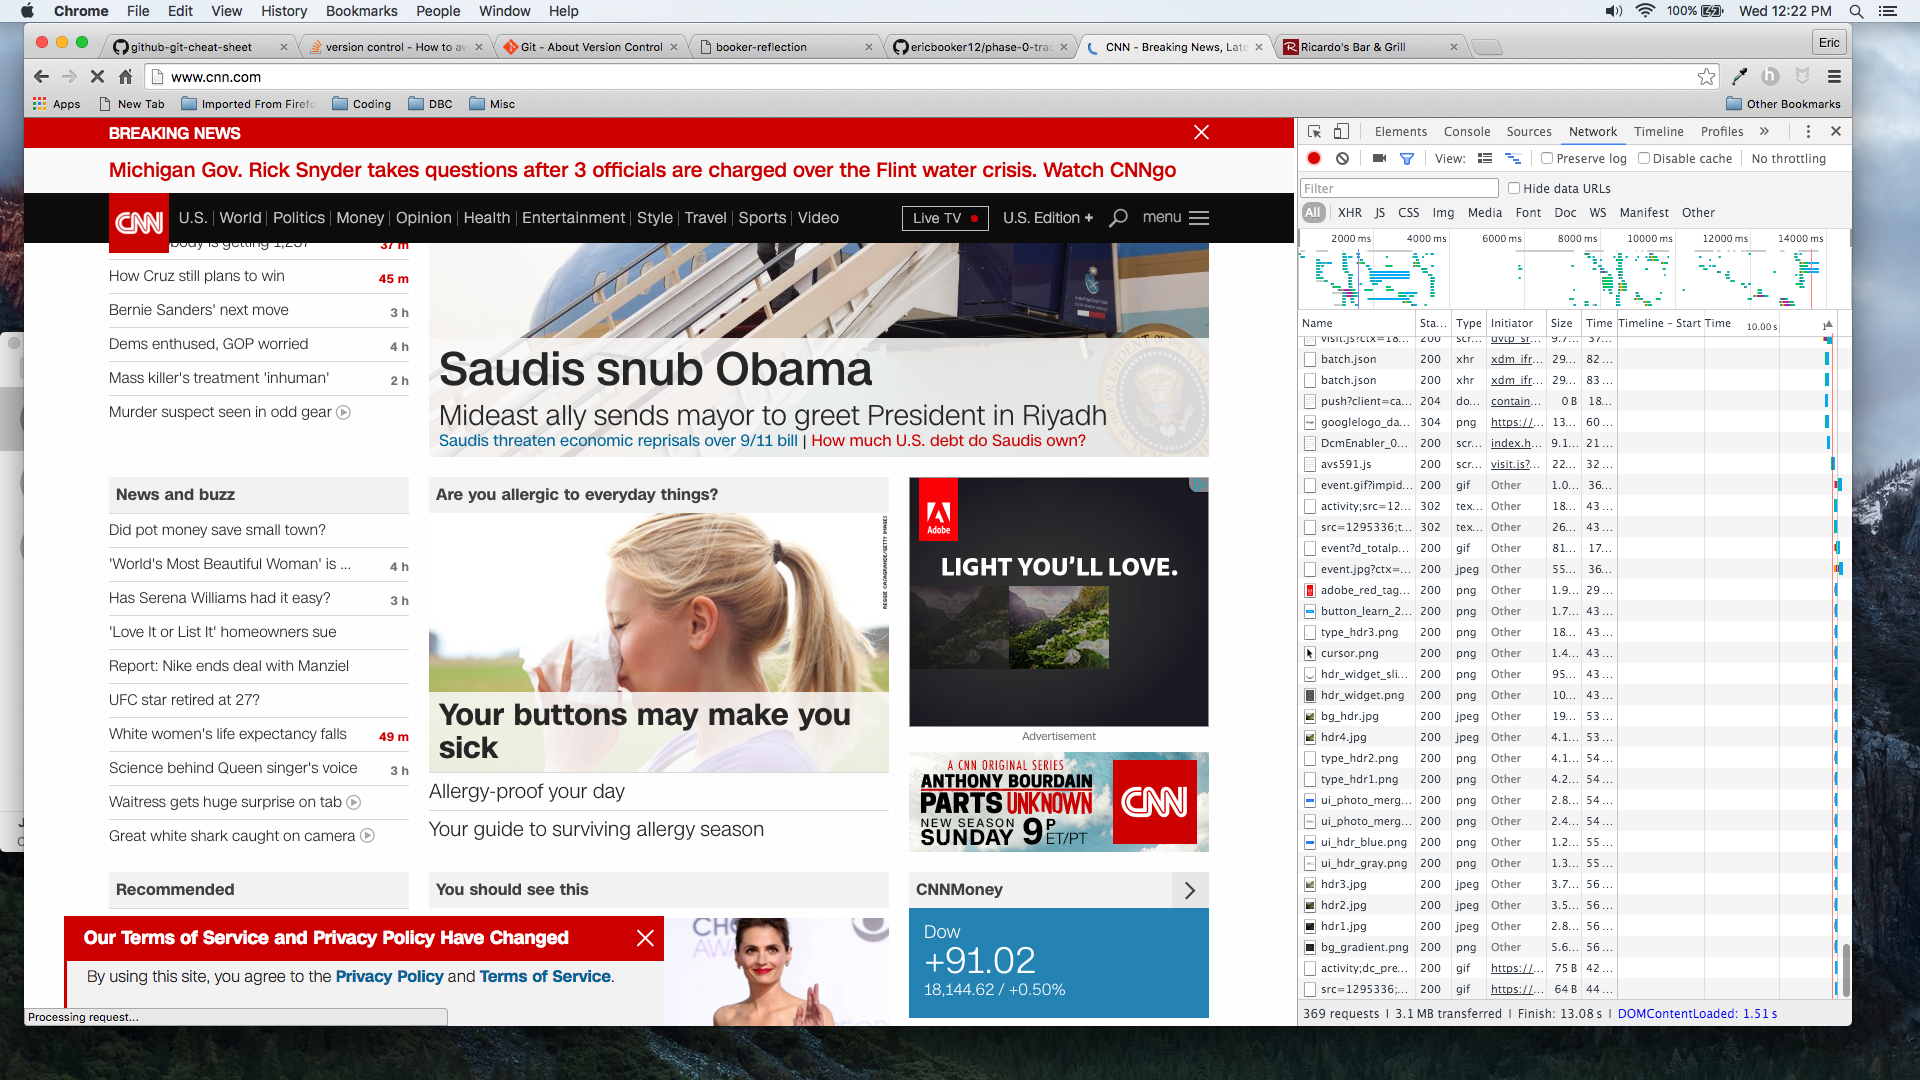 Chrome File Edit View History Bookmarks People Window Help
100% Wed 12:22 PM
github-git-cheat-sheet
version control - How to av
Git - About Version Control
booker-reflection
ericbooker12/phase-0-tra
CNN - Breaking News, Late
Ricardo's Bar & Grill
Eric
www.cnn.com
Apps New Tab Imported From Firefo Coding DBC Misc Other Bookmarks
BREAKING NEWS
Michigan Gov. Rick Snyder takes questions after 3 officials are charged over the Flint water crisis. Watch CNNgo
CNN U.S. World Politics Money Opinion Health Entertainment Style Travel Sports Video Live TV U.S. Edition + menu
37 m
How Cruz still plans to win 45 m
Bernie Sanders' next move 3 h
Dems enthused, GOP worried 4 h
Mass killer's treatment 'inhuman' 2 h
Murder suspect seen in odd gear
Saudis snub Obama
Mideast ally sends mayor to greet President in Riyadh
Saudis threaten economic reprisals over 9/11 bill | How much U.S. debt do Saudis own?
News and buzz
Did pot money save small town?
'World's Most Beautiful Woman' is ... 4 h
Has Serena Williams had it easy? 3 h
'Love It or List It' homeowners sue
Report: Nike ends deal with Manziel
UFC star retired at 27?
White women's life expectancy falls 49 m
Science behind Queen singer's voice 3 h
Waitress gets huge surprise on tab
Great white shark caught on camera
Recommended
Are you allergic to everyday things?
Your buttons may make you
sick
Allergy-proof your day
Your guide to surviving allergy season
You should see this
Adobe
LIGHT YOU'LL LOVE.
Advertisement
A CNN ORIGINAL SERIES
ANTHONY BOURDAIN
PARTS UNKNOWN
NEW SEASON
SUNDAY 9P ET/PT
CNN
CNNMoney
Dow
+91.02
18,144.62 / +0.50%
Our Terms of Service and Privacy Policy Have Changed
By using this site, you agree to the Privacy Policy and Terms of Service.
Processing request...
Elements Console Sources Network Timeline Profiles »
View: Preserve log Disable cache No throttling
Filter Hide data URLs
All XHR JS CSS Img Media Font Doc WS Manifest Other
2000 ms 4000 ms 6000 ms 8000 ms 10000 ms 12000 ms 14000 ms
Name Sta... Type Initiator Size Time Timeline – Start Time 10.00 s
visit.js?ctx=18... 200 scr... 9.7... 37...
batch.json 200 xhr xdm_ifr... 29... 82 ...
batch.json 200 xhr xdm_ifr... 29... 83 ...
push?client=ca... 204 do... contain... 0 B 18...
googlelogo_da... 304 png https://... 13... 60 ...
DcmEnabler_0... 200 scr... index.h... 9.1... 21 ...
avs591.js 200 scr... visit.js?... 22... 32 ...
event.gif?impid... 200 gif Other 1.0... 36...
activity;src=12... 302 tex... Other 18... 43 ...
src=1295336;t... 302 tex... Other 26... 43 ...
event?d_totalp... 200 gif Other 81... 17...
event.jpg?ctx=... 200 jpeg Other 55... 36...
adobe_red_tag... 200 png Other 1.9... 29 ...
button_learn_2... 200 png Other 1.7... 43 ...
type_hdr3.png 200 png Other 18... 43 ...
cursor.png 200 png Other 1.4... 43 ...
hdr_widget_sli... 200 png Other 95... 43 ...
hdr_widget.png 200 png Other 10... 43 ...
bg_hdr.jpg 200 jpeg Other 19... 53 ...
hdr4.jpg 200 jpeg Other 4.1... 53 ...
type_hdr2.png 200 png Other 4.1... 54 ...
type_hdr1.png 200 png Other 4.2... 54 ...
ui_photo_merg... 200 png Other 2.8... 54 ...
ui_photo_merg... 200 png Other 2.4... 54 ...
ui_hdr_blue.png 200 png Other 1.2... 55 ...
ui_hdr_gray.png 200 png Other 1.3... 55 ...
hdr3.jpg 200 jpeg Other 3.7... 56 ...
hdr2.jpg 200 jpeg Other 3.5... 56 ...
hdr1.jpg 200 jpeg Other 2.8... 56 ...
bg_gradient.png 200 png Other 5.6... 56 ...
activity;dc_pre... 200 gif https://... 75 B 42 ...
src=1295336;... 200 gif https://... 64 B 44 ...
369 requests | 3.1 MB transferred | Finish: 13.08 s | DOMContentLoaded: 1.51 s